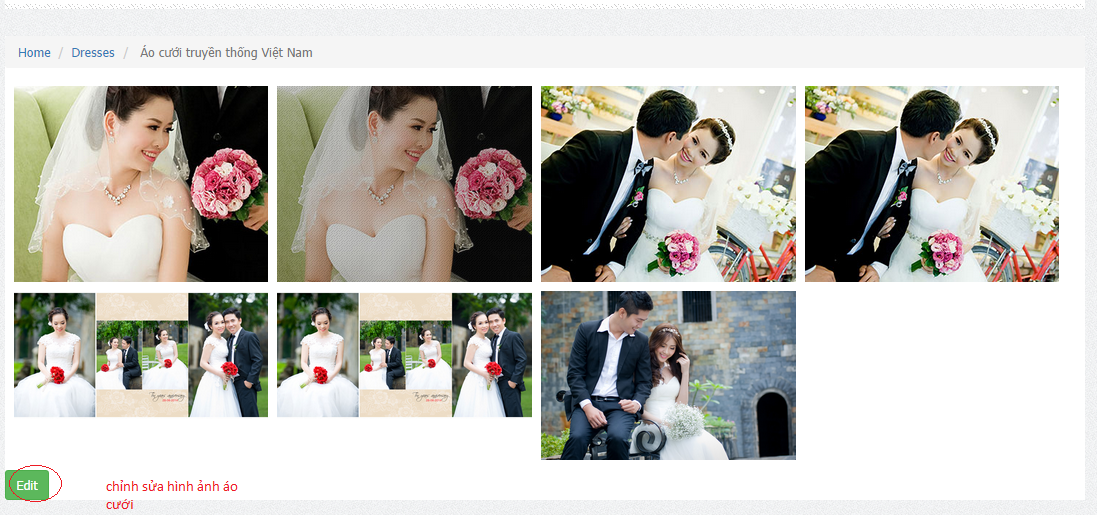 Home / Dresses / Áo cưới truyền thống Việt Nam
Edit
chỉnh sửa hình ảnh áo
cưới